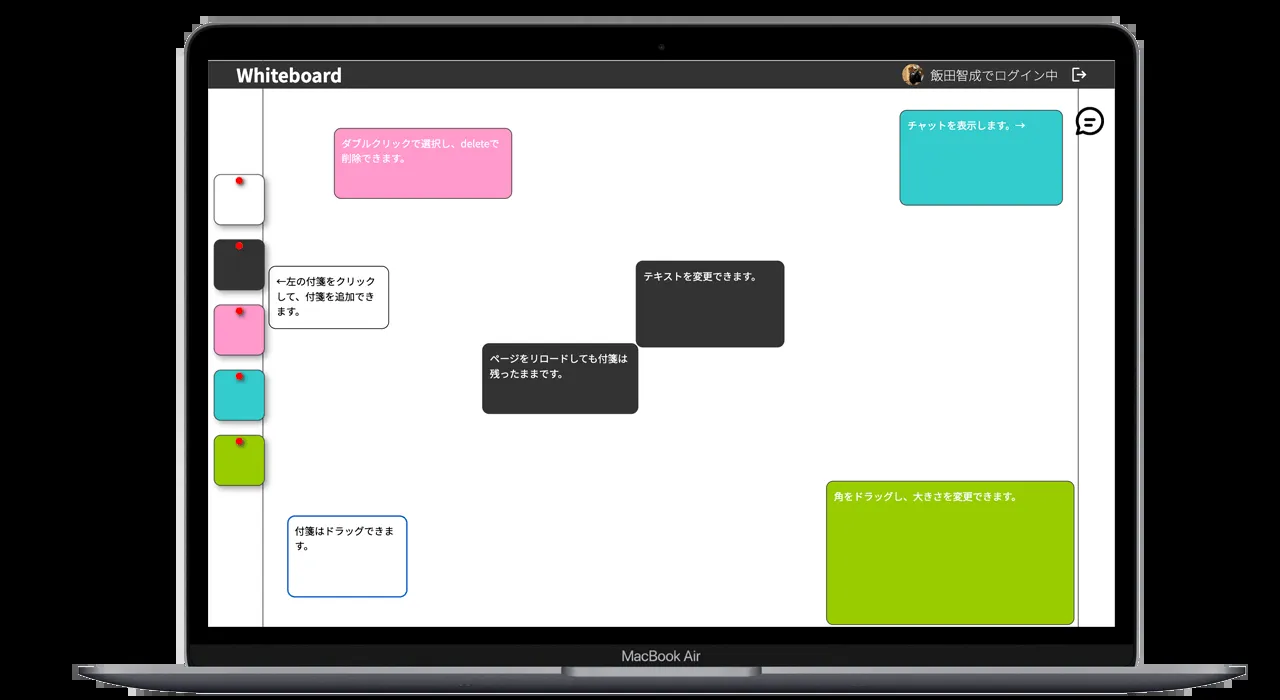 Whiteboard
飯田智成でログイン中
チャットを表示します。→
ダブルクリックで選択し、deleteで
削除できます。
←左の付箋をクリック
して、付箋を追加でき
ます。
テキストを変更できます。
ページをリロードしても付箋は
残ったままです。
角をドラッグし、大きさを変更できます。
付箋はドラッグできま
す。
MacBook Air